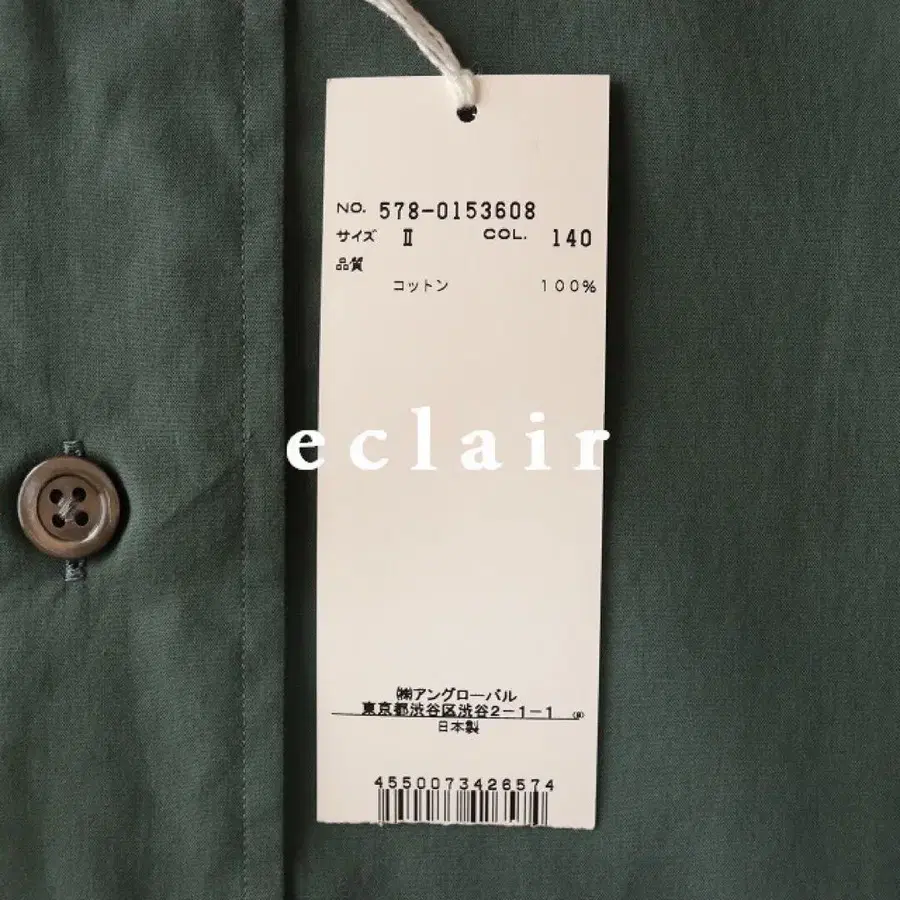 NO. 578-0153608
サイズ Ⅱ COL. 140
品質
コットン 100%
eclair
㈱アングローバル
東京都渋谷区渋谷2-1-1
日本製
4550073426574